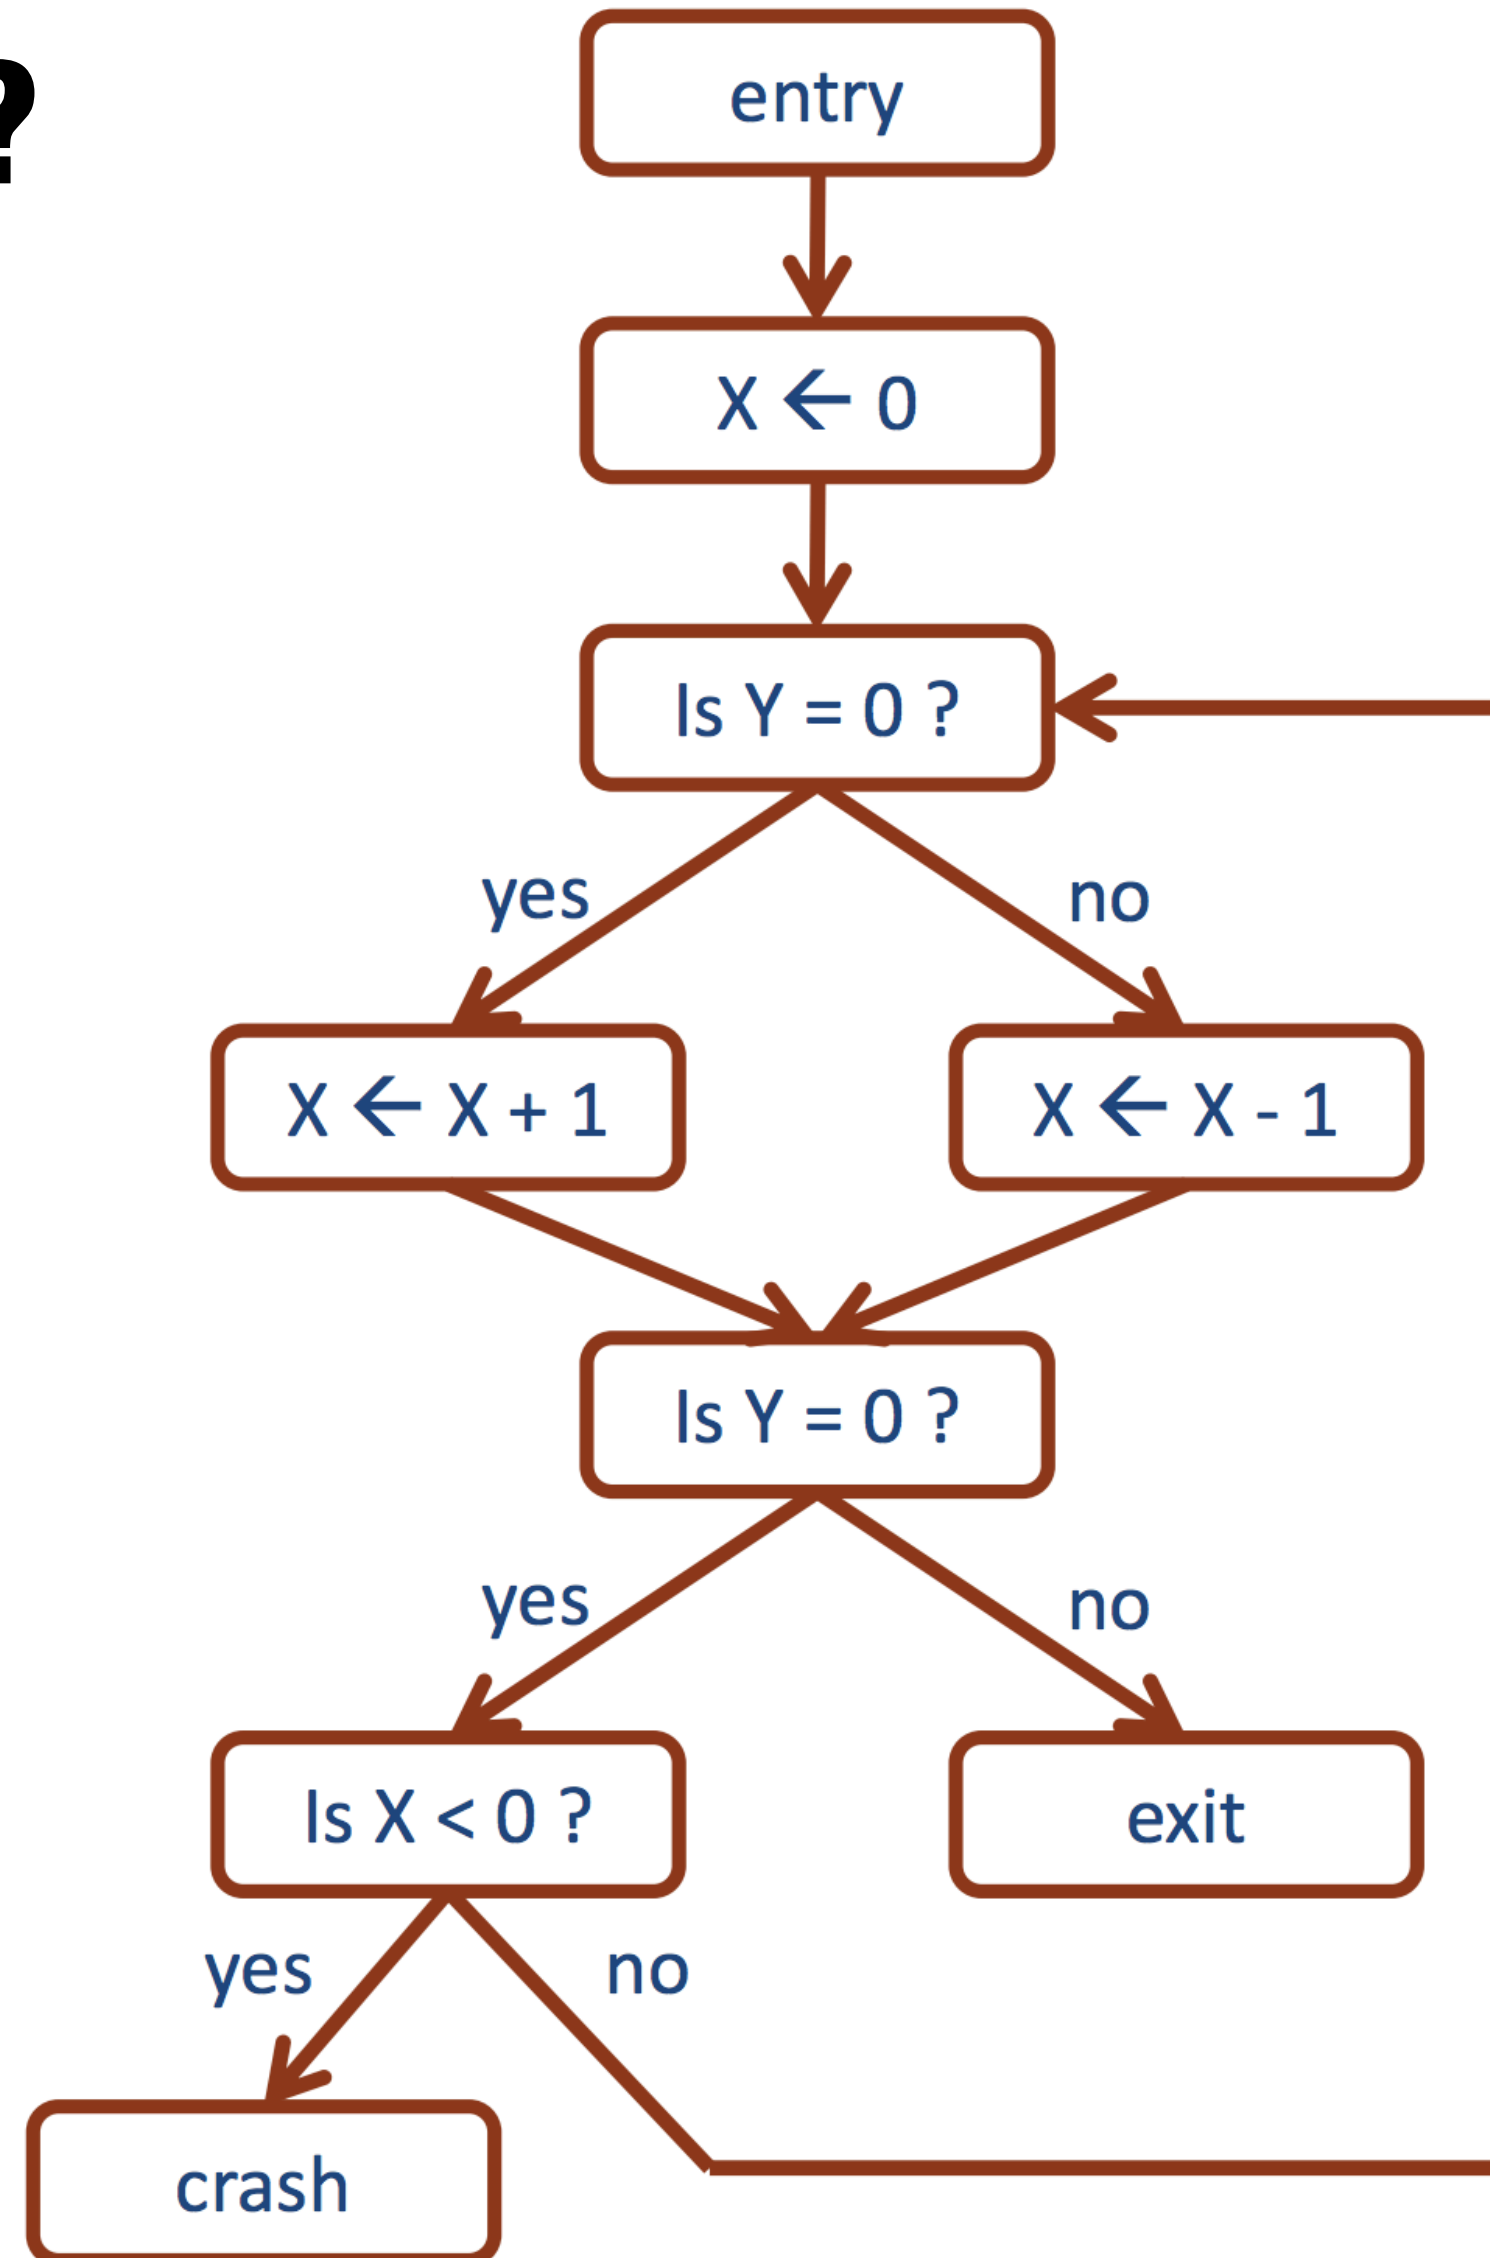 ?
entry
X ← 0
Is Y = 0 ?
yes
no
X ← X + 1
X ← X - 1
Is Y = 0 ?
yes
no
Is X < 0 ?
exit
yes
no
crash